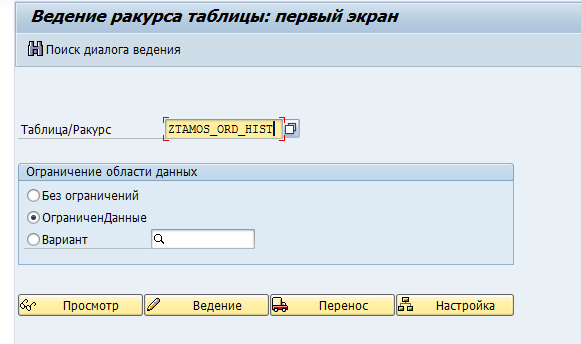 Ведение ракурса таблицы: первый экран
Поиск диалога ведения
Таблица/Ракурс ZTAMOS_ORD_HIST
Ограничение области данных
Без ограничений
ОграниченДанные
Вариант
Просмотр Ведение Перенос Настройка